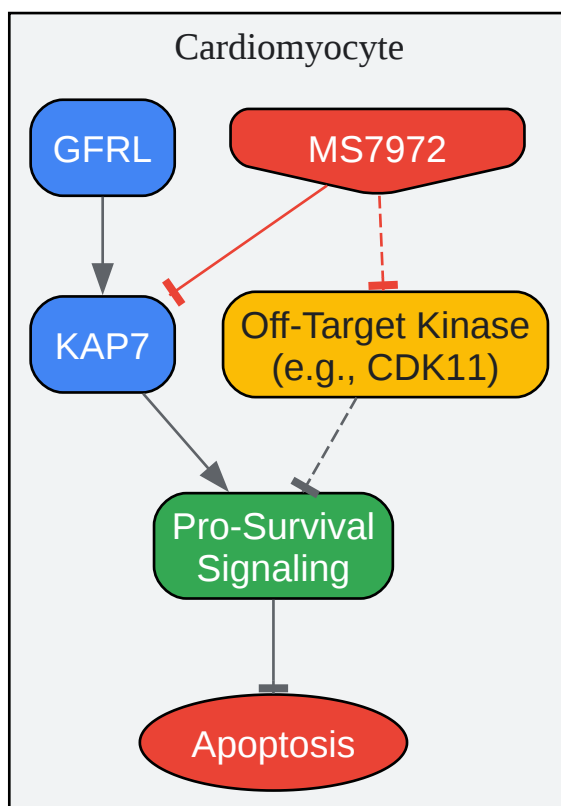 Cardiomyocyte
GFRL
MS7972
KAP7
Off-Target Kinase
(e.g., CDK11)
Pro-Survival
Signaling
Apoptosis